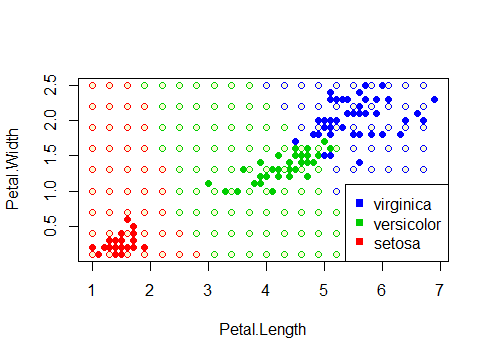 2.5
2.0
1.5
1.0
0.5
Petal.Width
virginica
versicolor
setosa
1 2 3 4 5 6 7
Petal.Length